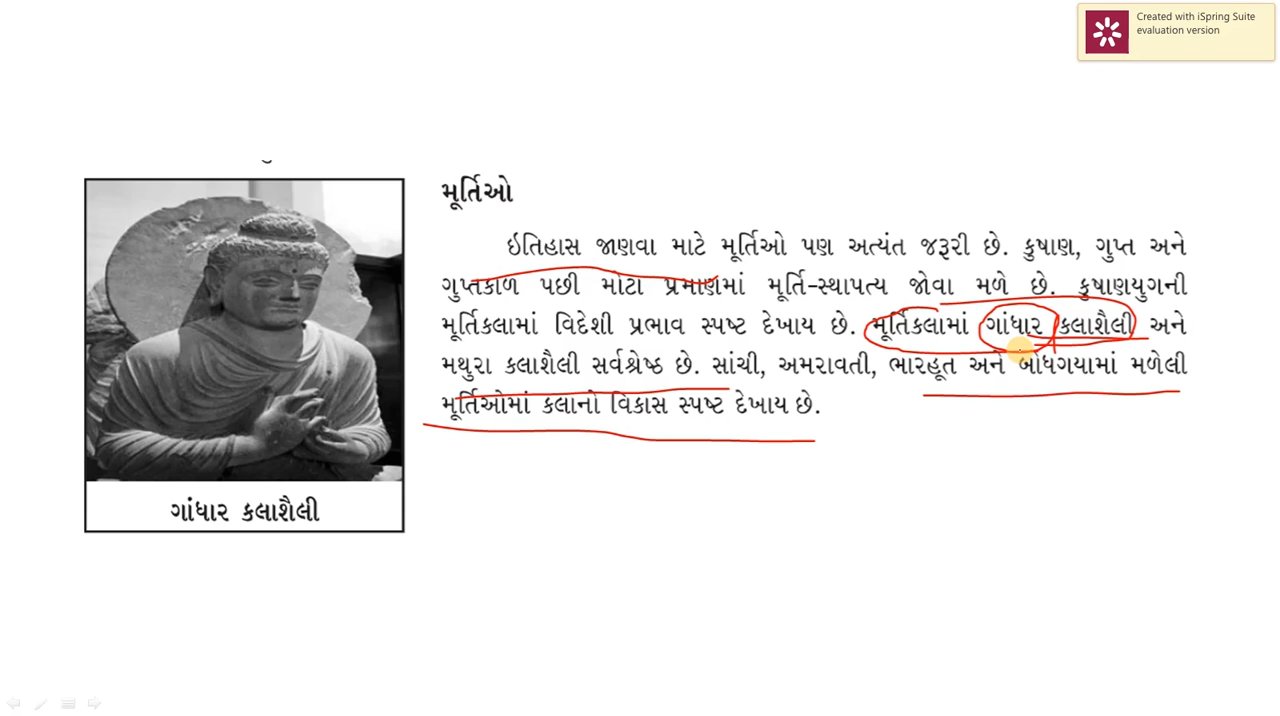 Created with iSpring Suite
evaluation version
મૂર્તિઓ
ઇતિહાસ જાણવા માટે મૂર્તિઓ પણ અત્યંત જરૂરી છે. કુષાણ, ગુપ્ત અને
ગુપ્તકાળ પછી મોટા પ્રમાણમાં મૂર્તિ-સ્થાપત્ય જોવા મળે છે. કુષાણયુગની
મૂર્તિકલામાં વિદેશી પ્રભાવ સ્પષ્ટ દેખાય છે. મૂર્તિકલામાં ગાંધાર કલાશૈલી અને
મથુરા કલાશૈલી સર્વશ્રેષ્ઠ છે. સાંચી, અમરાવતી, ભારહૂત અને બોધગયામાં મળેલી
મૂર્તિઓમાં કલાનો વિકાસ સ્પષ્ટ દેખાય છે.
ગાંધાર કલાશૈલી